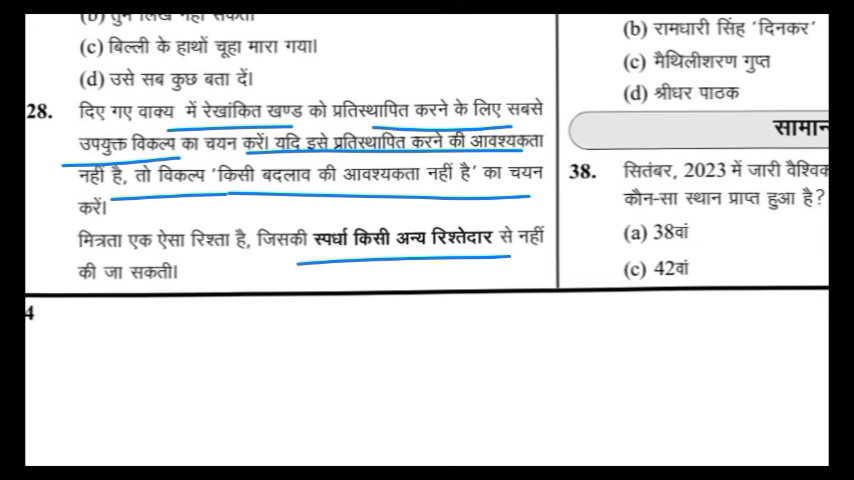 (b) तुम लिख नहीं सकती
(c) बिल्ली के हाथों चूहा मारा गया।
(d) उसे सब कुछ बता दें।
28. दिए गए वाक्य में रेखांकित खण्ड को प्रतिस्थापित करने के लिए सबसे
उपयुक्त विकल्प का चयन करें। यदि इसे प्रतिस्थापित करने की आवश्यकता
नहीं है, तो विकल्प 'किसी बदलाव की आवश्यकता नहीं है' का चयन
करें।
मित्रता एक ऐसा रिश्ता है, जिसकी स्पर्धा किसी अन्य रिश्तेदार से नहीं
की जा सकती।
4
(b) रामधारी सिंह 'दिनकर'
(c) मैथिलीशरण गुप्त
(d) श्रीधर पाठक
सामान
38. सितंबर, 2023 में जारी वैश्विक
कौन-सा स्थान प्राप्त हुआ है?
(a) 38वां
(c) 42वां